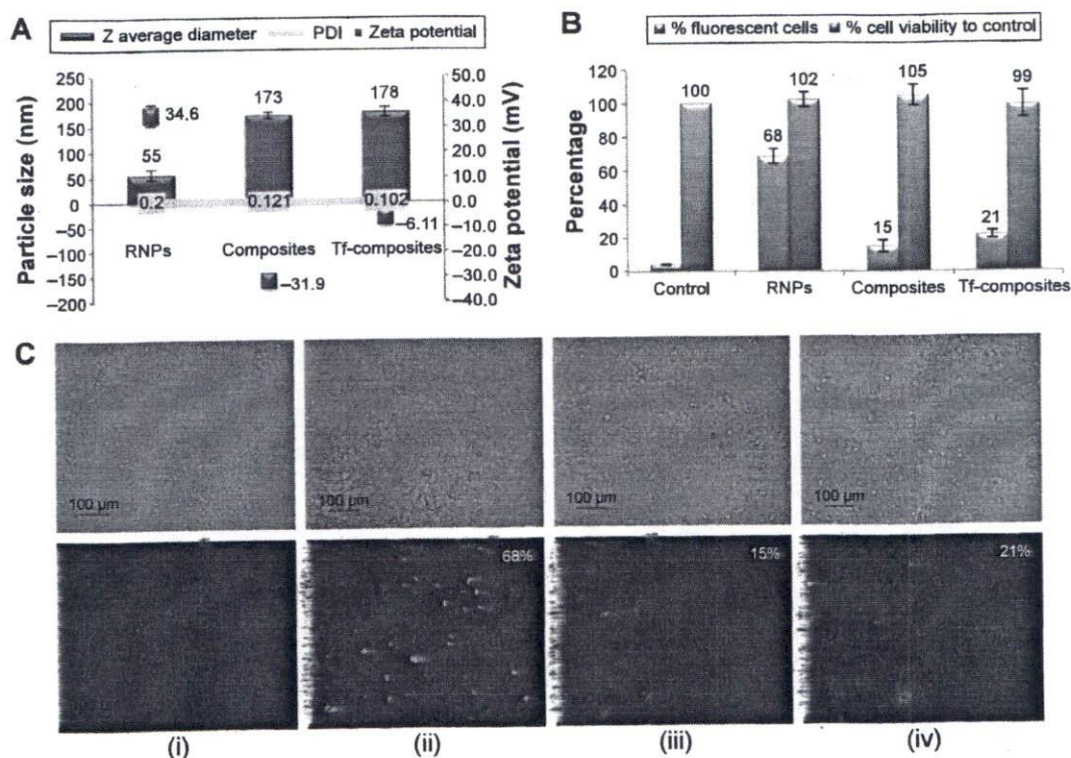 A
Z average diameter PDI Zeta potential
Particle size (nm)
250
200
150
100
50
0
−50
−100
−150
−200
34.6
55
173
178
0.2
0.121
0.102
−6.11
−31.9
RNPs Composites Tf-composites
50.0
40.0
30.0
20.0
10.0
0.0
−10.0
−20.0
−30.0
−40.0
Zeta potential (mV)
B
% fluorescent cells % cell viability to control
Percentage
120
100
80
60
40
20
0
100
68
102
15
105
21
99
Control RNPs Composites Tf-composites
C
100 µm
100 µm
100 µm
100 µm
68%
15%
21%
(i)
(ii)
(iii)
(iv)